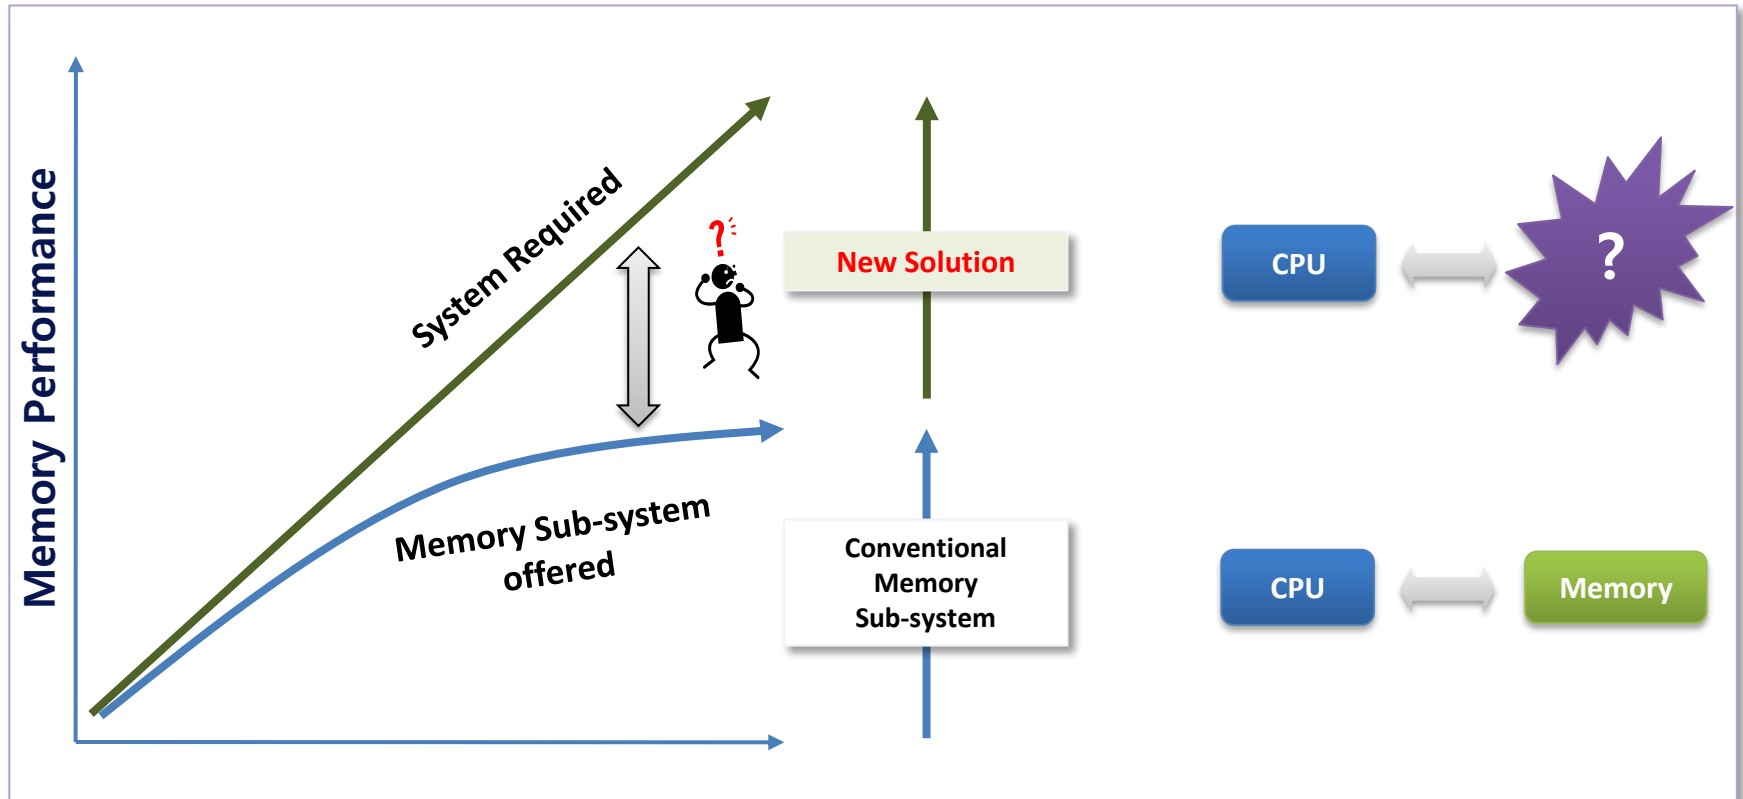 Memory Performance
System Required
?
Memory Sub-system
offered
New Solution
Conventional
Memory
Sub-system
CPU
?
CPU
Memory